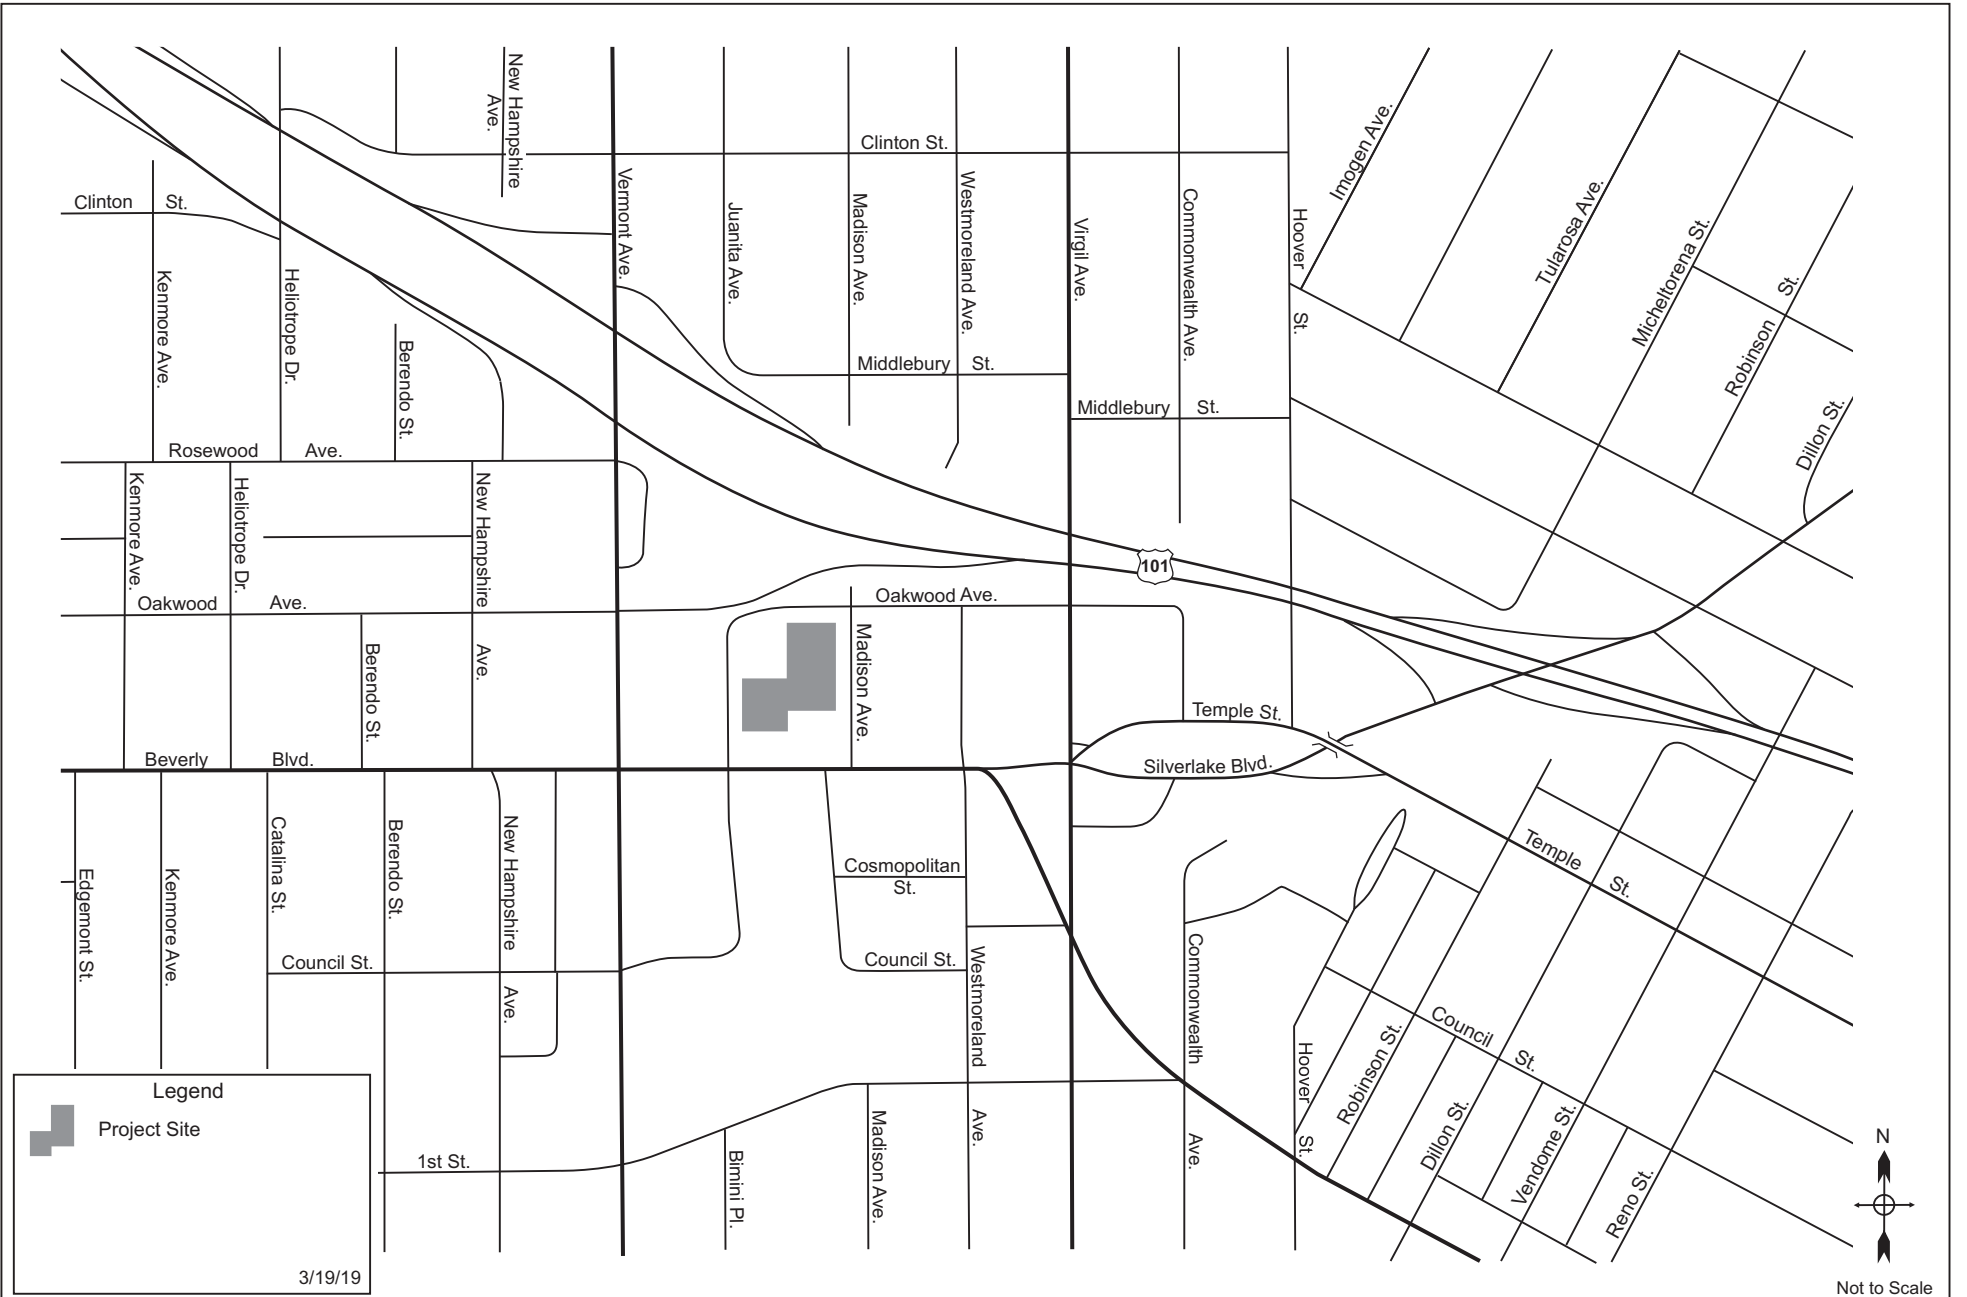 New Hampshire
Ave.
Clinton St.
Imogen Ave.
Tularosa Ave.
Micheltorena St.
Robinson St.
Dillon St.
Clinton St.
Kenmore Ave.
Heliotrope Dr.
Berendo St.
Vermont Ave.
Juanita Ave.
Madison Ave.
Westmoreland Ave.
Virgil Ave.
Commonwealth Ave.
Hoover St.
Middlebury St.
Middlebury St.
Rosewood Ave.
Kenmore Ave.
Heliotrope Dr.
New Hampshire Ave.
101
Oakwood Ave.
Oakwood Ave.
Berendo St.
Madison Ave.
Temple St.
Silverlake Blvd.
Beverly Blvd.
Edgemont St.
Kenmore Ave.
Catalina St.
Berendo St.
New Hampshire Ave.
Cosmopolitan
St.
Temple St.
Council St.
Council St.
Westmoreland Ave.
Commonwealth Ave.
Hoover St.
Robinson St.
Council St.
Dillon St.
Vendome St.
Reno St.
1st St.
Bimini Pl.
Madison Ave.
Legend
Project Site
3/19/19
N
Not to Scale